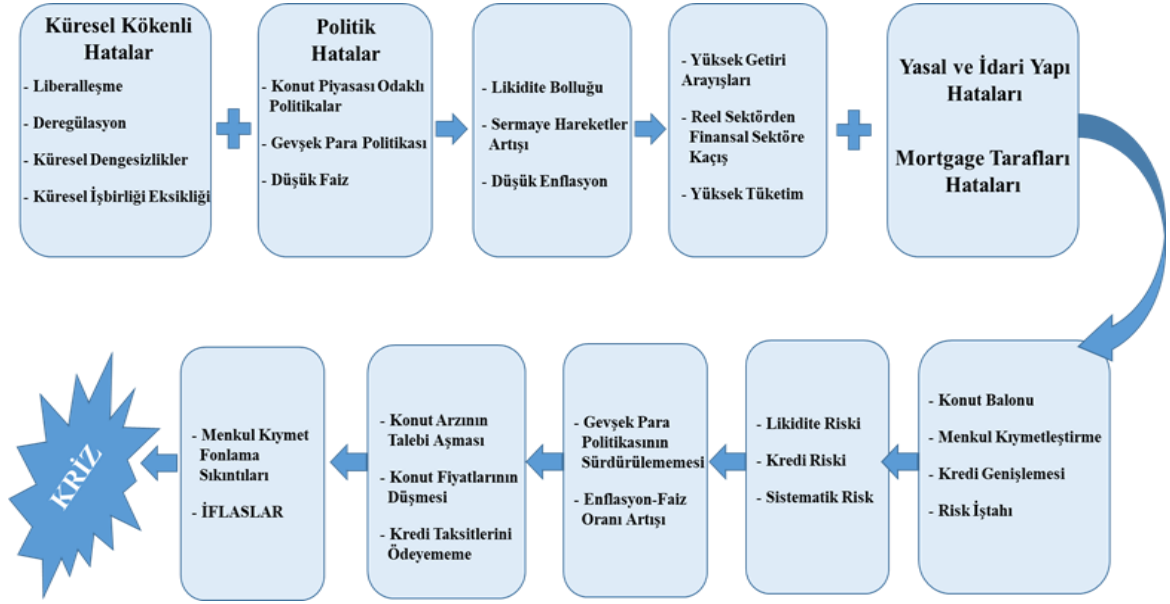 Küresel Kökenli
Hatalar
- Liberalleşme
- Deregülasyon
- Küresel Dengesizlikler
- Küresel İşbirliği Eksikliği
Politik
Hatalar
- Konut Piyasası Odaklı
Politikalar
- Gevşek Para Politikası
- Düşük Faiz
- Likidite Bolluğu
- Sermaye Hareketler
Artışı
- Düşük Enflasyon
- Yüksek Getiri
Arayışları
- Reel Sektörden
Finansal Sektöre
Kaçış
- Yüksek Tüketim
Yasal ve İdari Yapı
Hataları
Mortgage Tarafları
Hataları
- Konut Balonu
- Menkul Kıymetleştirme
- Kredi Genişlemesi
- Risk İştahı
- Likidite Riski
- Kredi Riski
- Sistematik Risk
- Gevşek Para
Politikasının
Sürdürülememesi
- Enflasyon-Faiz
Oranı Artışı
- Konut Arzının
Talebi Aşması
- Konut Fiyatlarının
Düşmesi
- Kredi Taksitlerini
Ödeyememe
- Menkul Kıymet
Fonlama
Sıkıntıları
- İFLASLAR
KRİZ